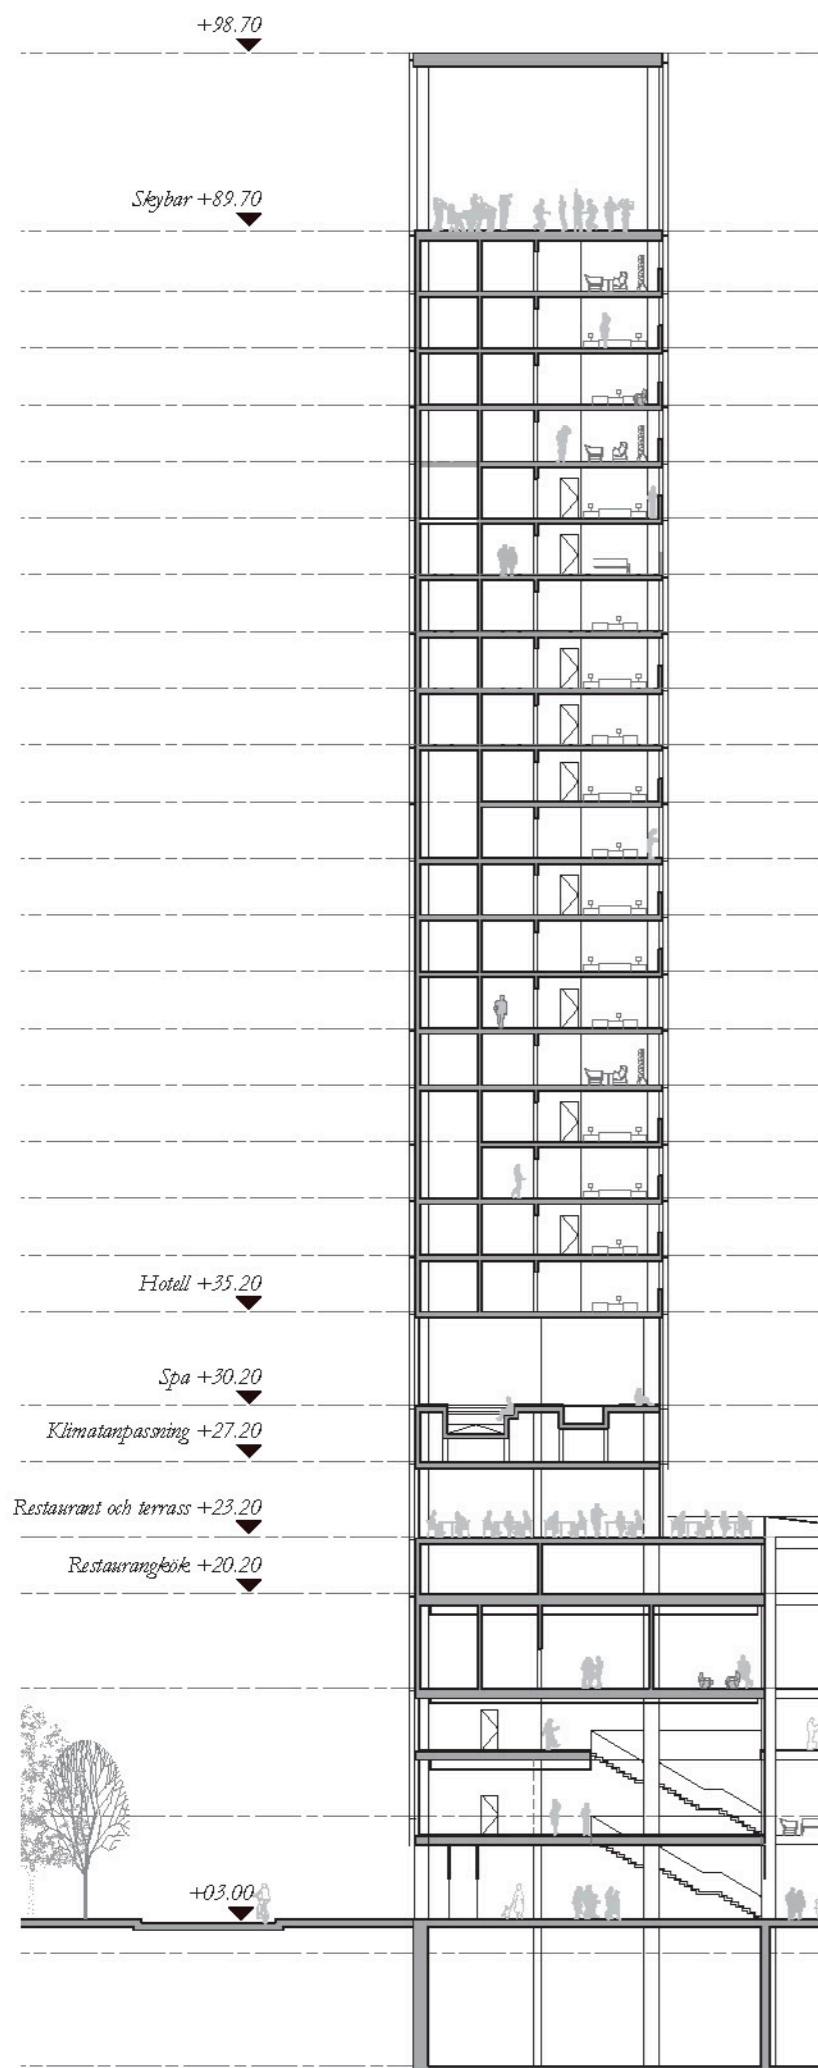 +98.70
Skybar +89.70
Hotell +35.20
Spa +30.20
Klimatanpassning +27.20
Restaurant och terrass +23.20
Restaurangkök +20.20
+03.00